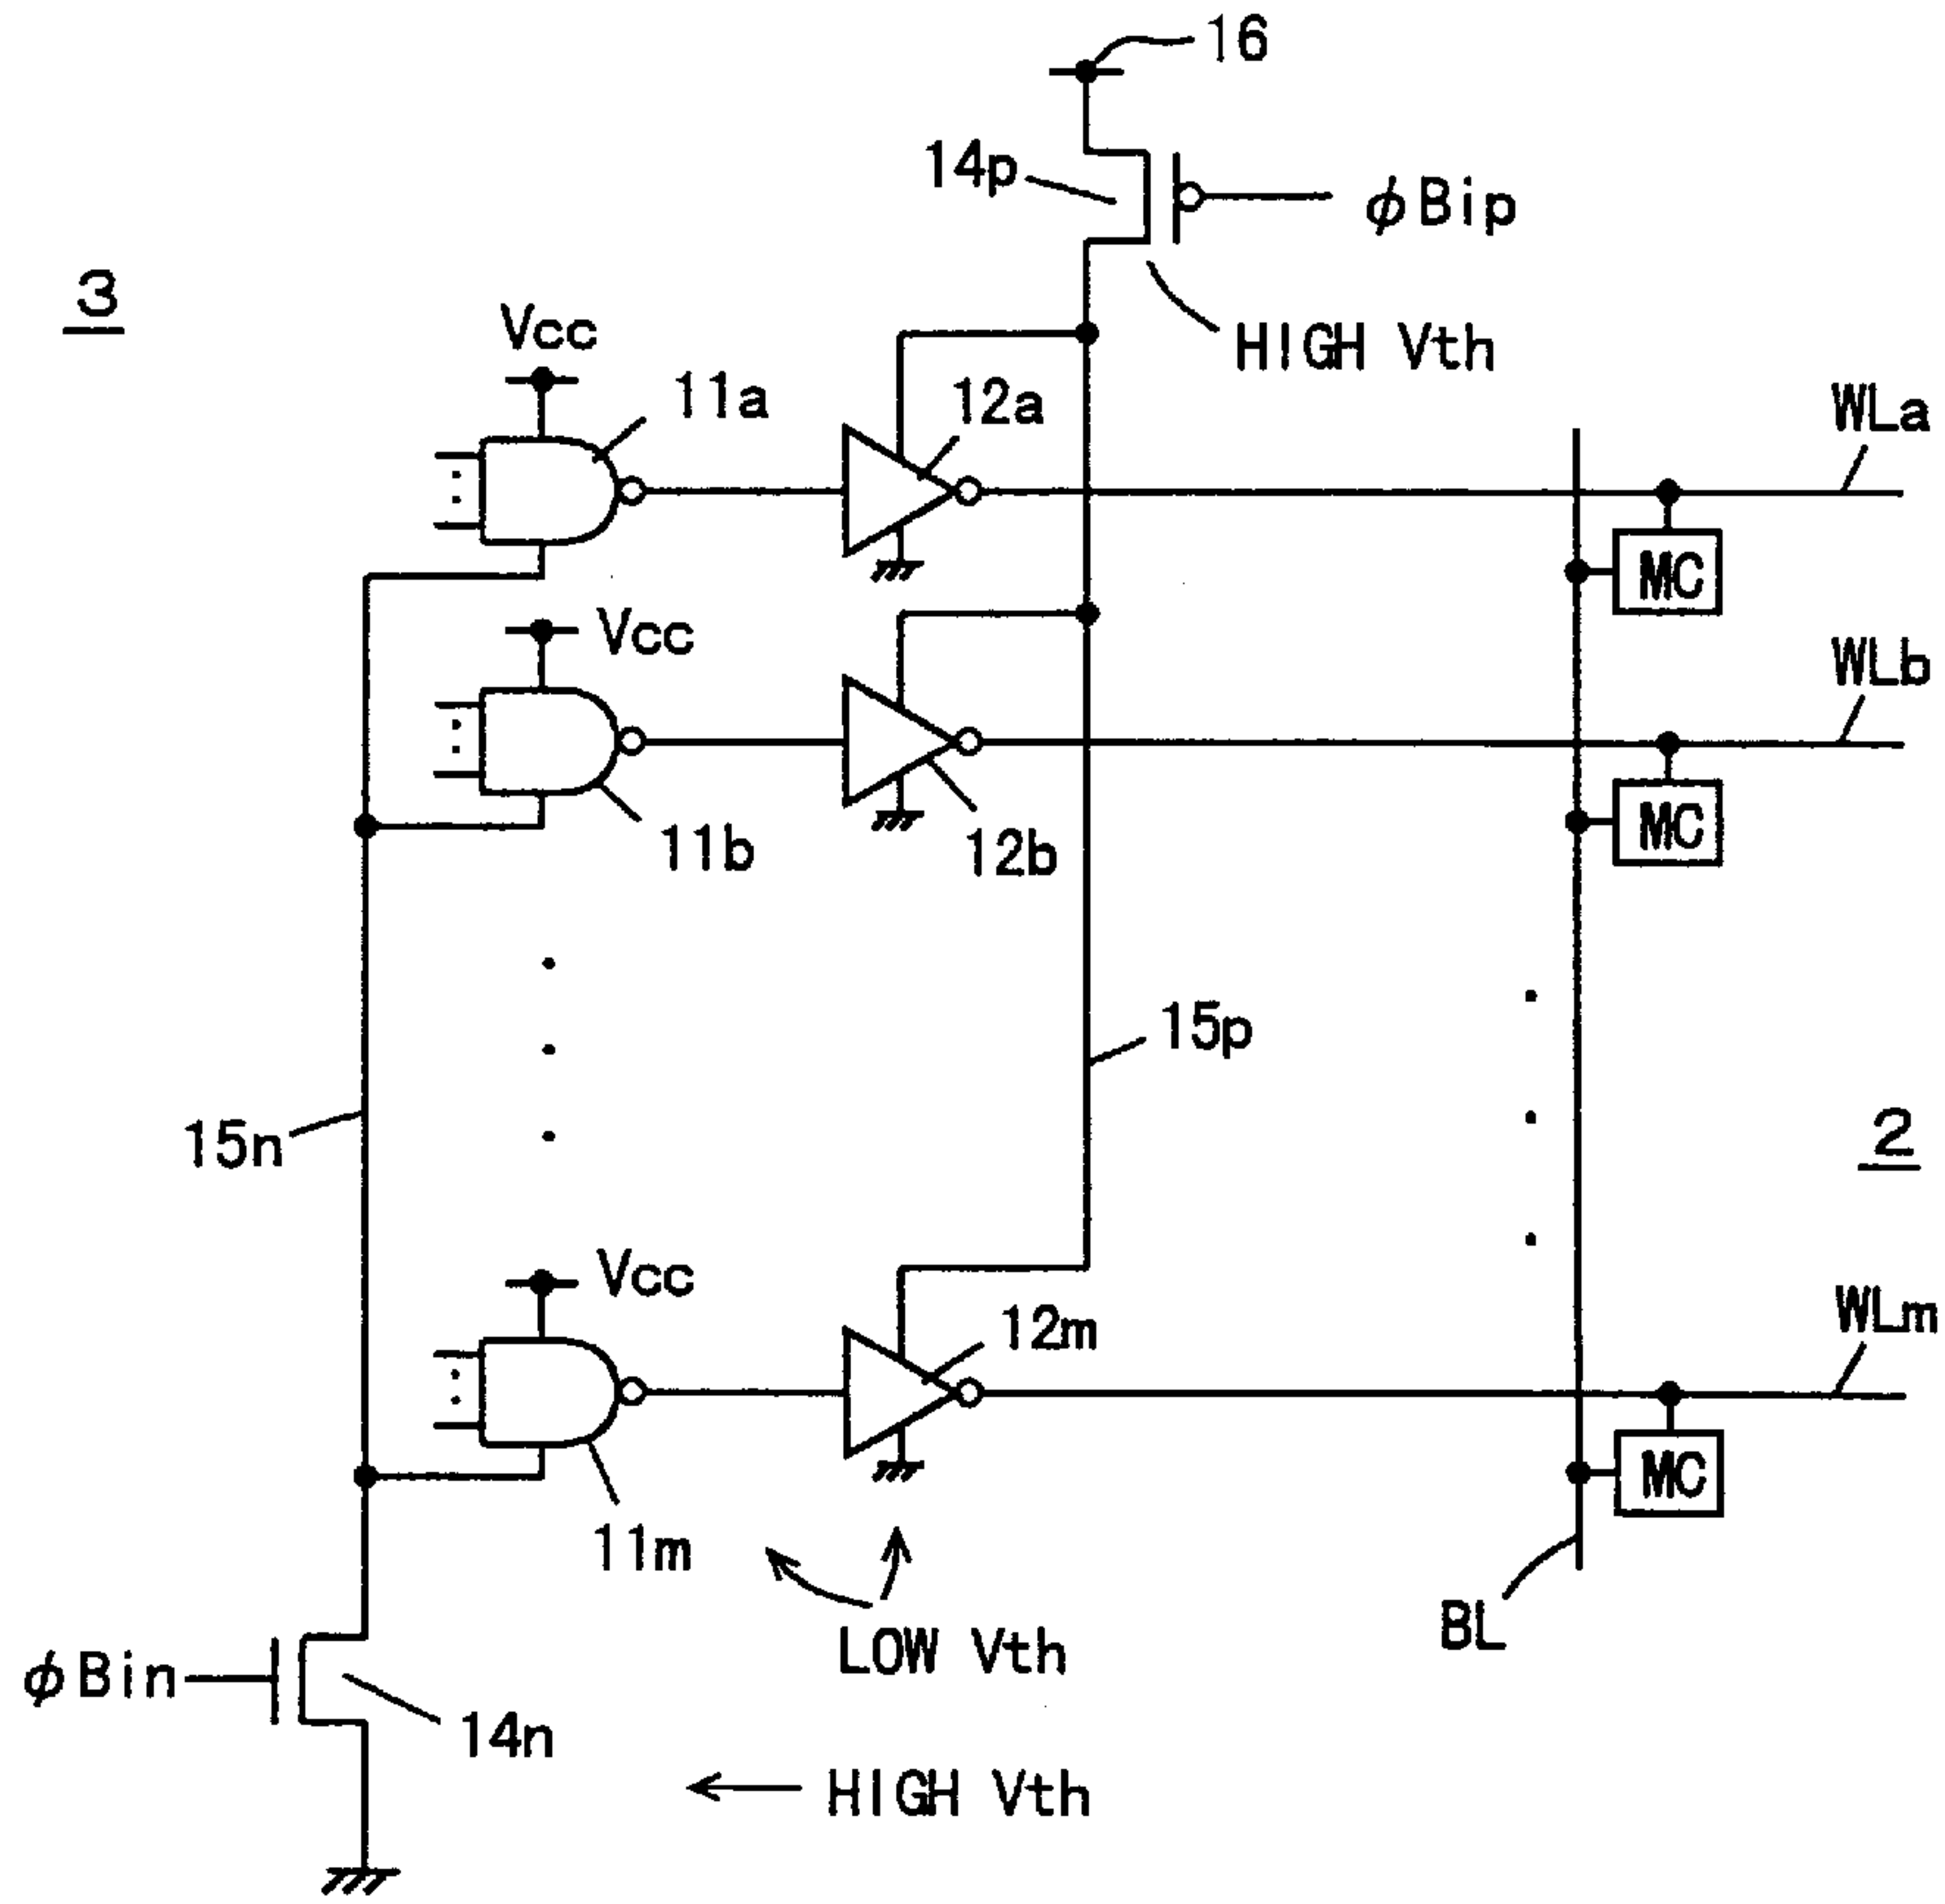 16
14p
φBip
3
Vcc
HIGH Vth
11a
12a
WLa
MC
Vcc
WLb
11b
12b
MC
15p
15n
2
Vcc
12m
WLm
MC
11m
LOW Vth
BL
φBin
14n
HIGH Vth